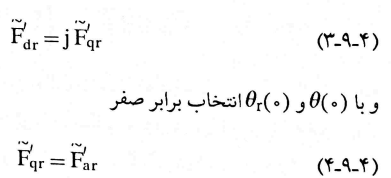 F̃′dr = j F̃′qr (۴-۹-۳)
و با θ(۰) و θr(۰) انتخاب برابر صفر
F̃′qr = F̃′ar (۴-۹-۴)